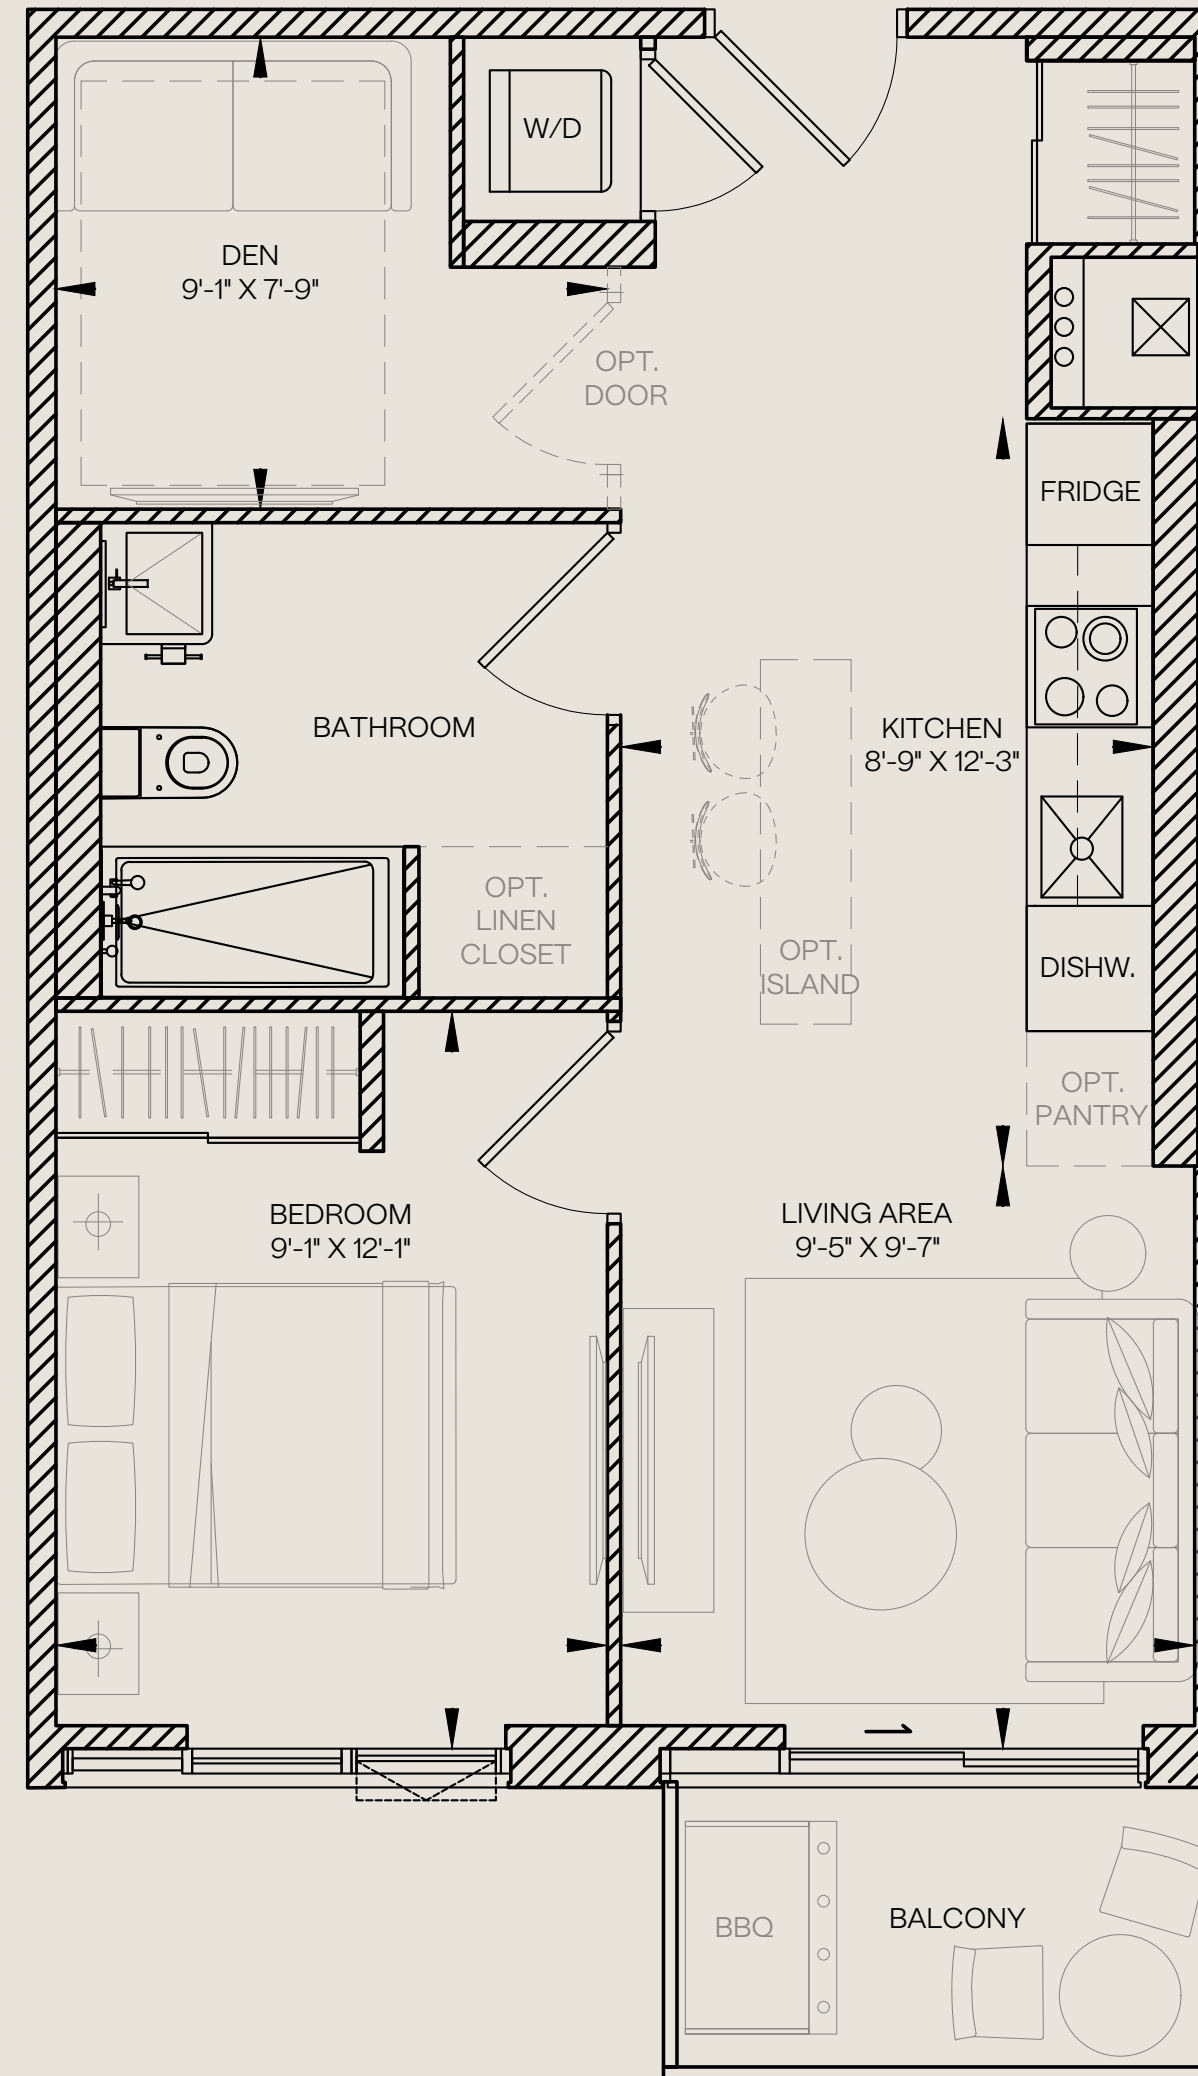 W/D
DEN
9'-1" X 7'-9"
OPT.
DOOR
FRIDGE
BATHROOM
KITCHEN
8'-9" X 12'-3"
OPT.
LINEN
CLOSET
OPT.
ISLAND
DISHW.
OPT.
PANTRY
BEDROOM
9'-1" X 12'-1"
LIVING AREA
9'-5" X 9'-7"
BBQ
BALCONY